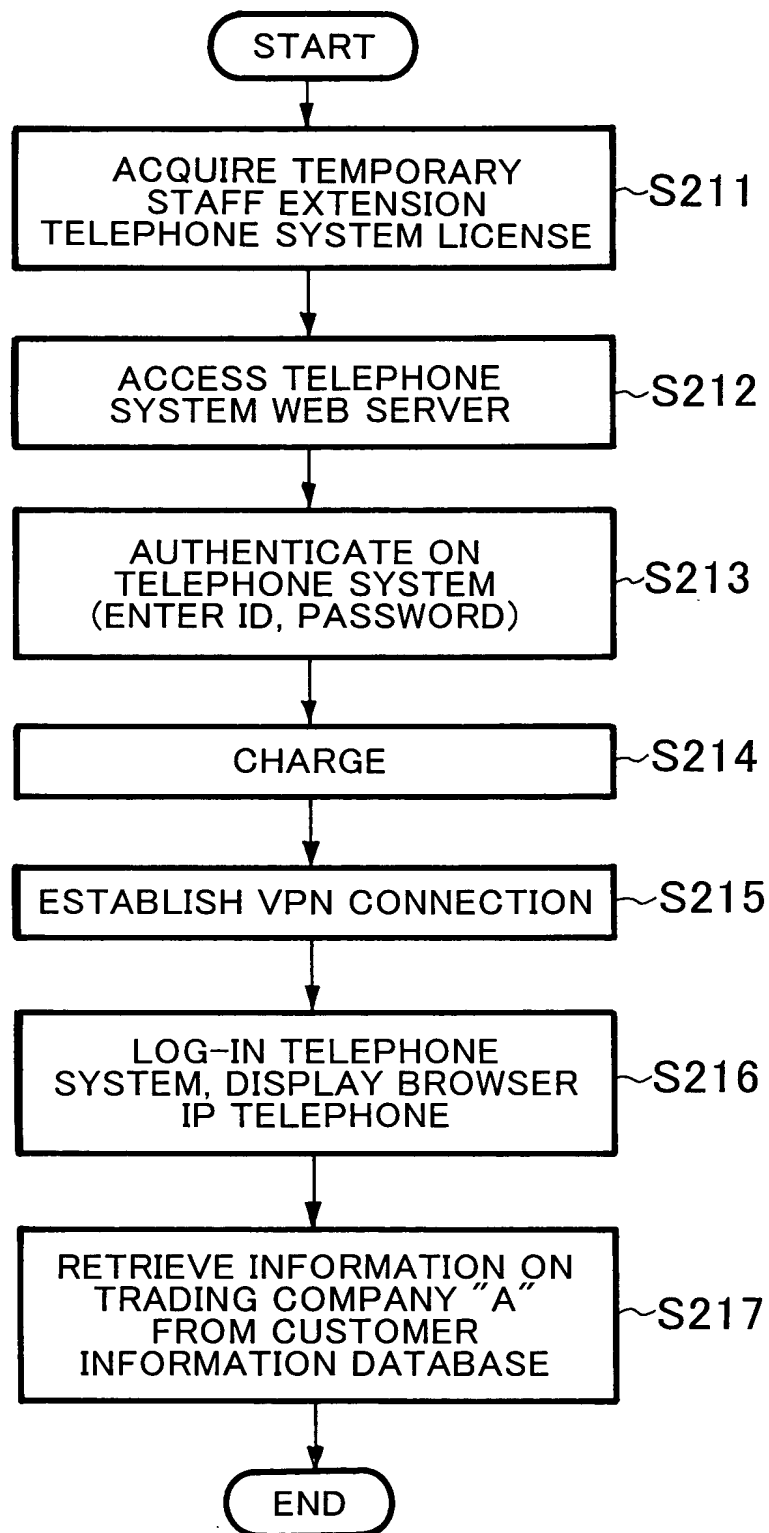 START
ACQUIRE TEMPORARY
STAFF EXTENSION
TELEPHONE SYSTEM LICENSE
S211
ACCESS TELEPHONE
SYSTEM WEB SERVER
S212
AUTHENTICATE ON
TELEPHONE SYSTEM
(ENTER ID, PASSWORD)
S213
CHARGE
S214
ESTABLISH VPN CONNECTION
S215
LOG-IN TELEPHONE
SYSTEM, DISPLAY BROWSER
IP TELEPHONE
S216
RETRIEVE INFORMATION ON
TRADING COMPANY "A"
FROM CUSTOMER
INFORMATION DATABASE
S217
END